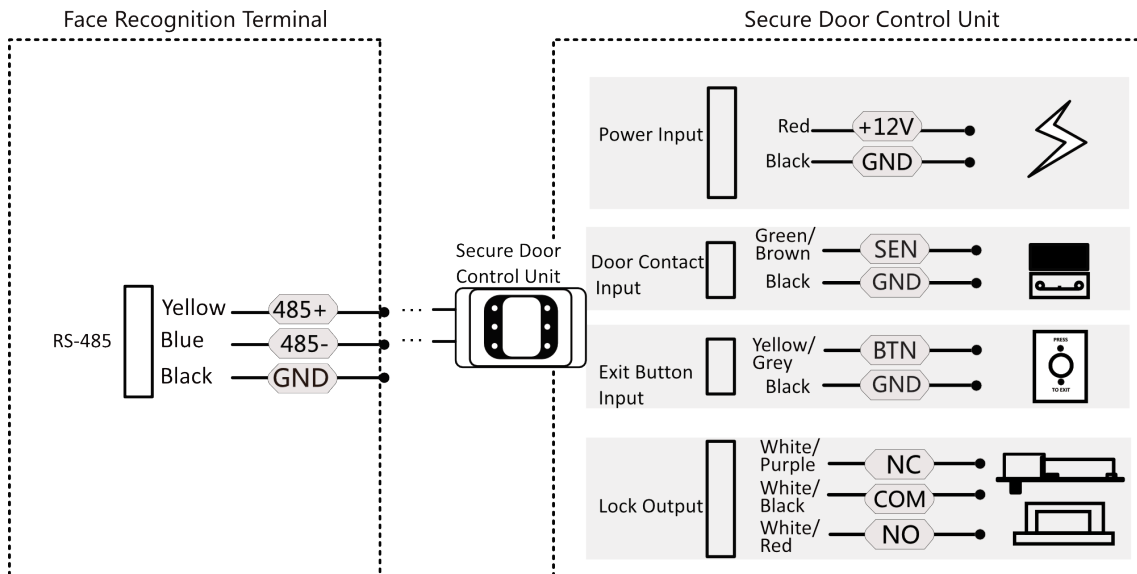 Face Recognition Terminal
Secure Door Control Unit
Power Input
Red
+12V
Black
GND
Door Contact
Input
Green/
Brown
SEN
Black
GND
Secure Door
Control Unit
RS-485
Yellow
485+
Blue
485-
Black
GND
Exit Button
Input
Yellow/
Grey
BTN
Black
GND
PRESS
TO EXIT
Lock Output
White/
Purple
NC
White/
Black
COM
White/
Red
NO